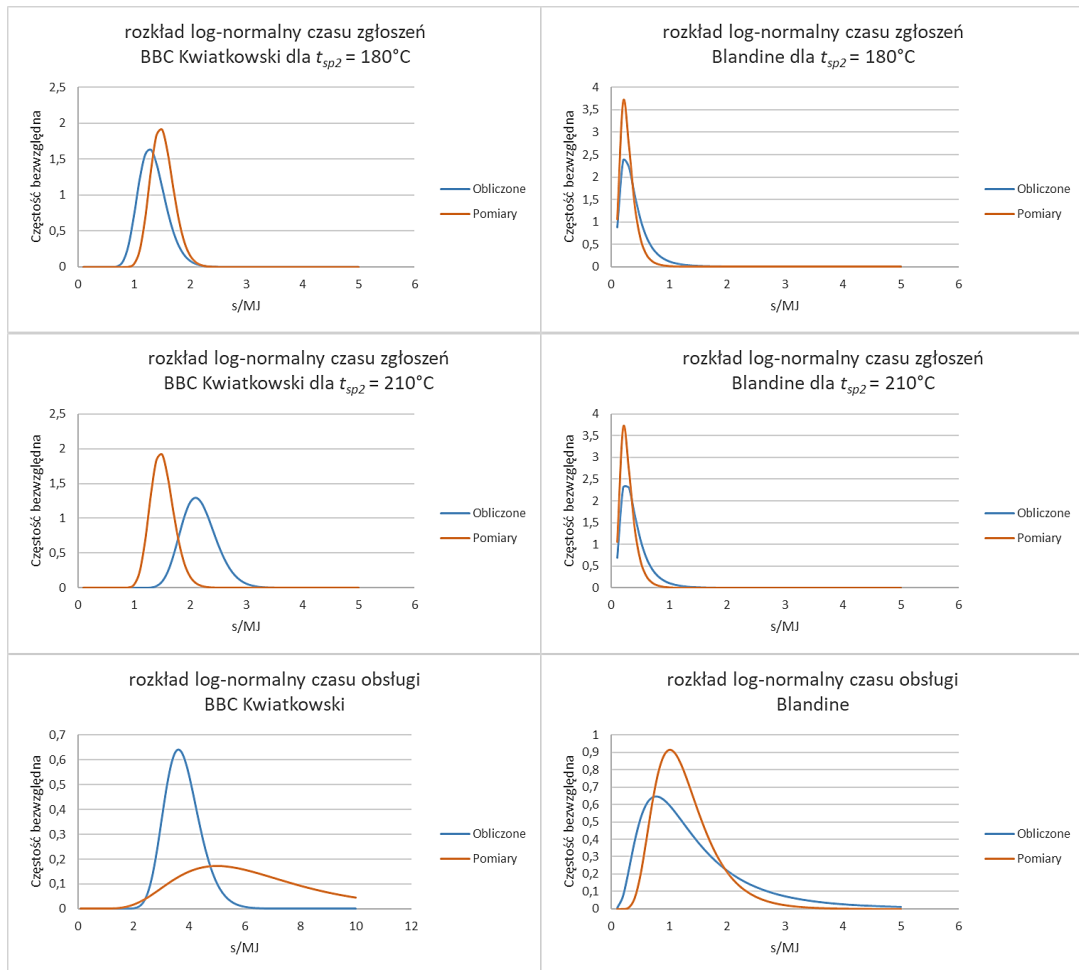 rozkład log-normalny czasu zgłoszeń
BBC Kwiatkowski dla tsp2 = 180°C
Częstość bezwzględna
2,5
2
1,5
1
0,5
0
0 1 2 3 4 5 6
s/MJ
Obliczone
Pomiary
rozkład log-normalny czasu zgłoszeń
Blandine dla tsp2 = 180°C
Częstość bezwzględna
4
3,5
3
2,5
2
1,5
1
0,5
0
0 1 2 3 4 5 6
s/MJ
Obliczone
Pomiary
rozkład log-normalny czasu zgłoszeń
BBC Kwiatkowski dla tsp2 = 210°C
Częstość bezwzględna
2,5
2
1,5
1
0,5
0
0 1 2 3 4 5 6
s/MJ
Obliczone
Pomiary
rozkład log-normalny czasu zgłoszeń
Blandine dla tsp2 = 210°C
Częstość bezwzględna
4
3,5
3
2,5
2
1,5
1
0,5
0
0 1 2 3 4 5 6
s/MJ
Obliczone
Pomiary
rozkład log-normalny czasu obsługi
BBC Kwiatkowski
Częstość bezwzględna
0,7
0,6
0,5
0,4
0,3
0,2
0,1
0
0 2 4 6 8 10 12
s/MJ
Obliczone
Pomiary
rozkład log-normalny czasu obsługi
Blandine
Częstość bezwzględna
1
0,9
0,8
0,7
0,6
0,5
0,4
0,3
0,2
0,1
0
0 1 2 3 4 5 6
s/MJ
Obliczone
Pomiary